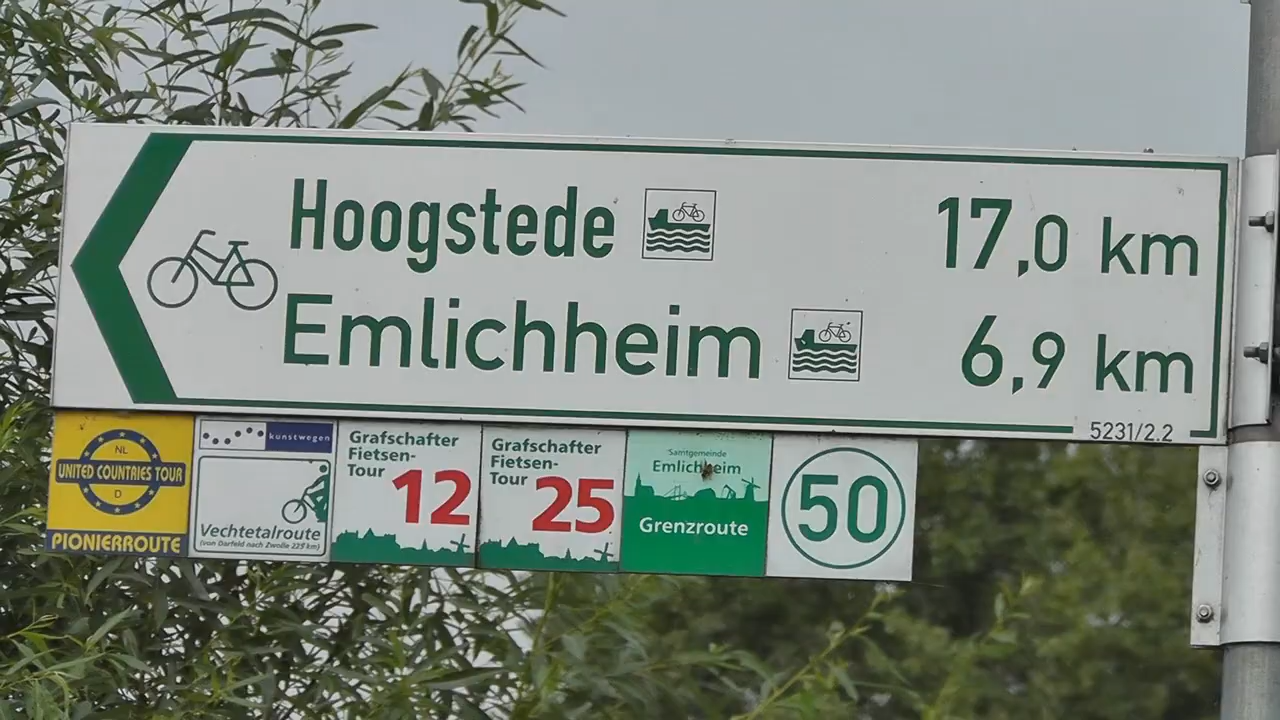 Hoogstede 17,0 km
Emlichheim 6,9 km
5231/2.2
NL
UNITED COUNTRIES TOUR
D
PIONIERROUTE
kunstwegen
Vechtetalroute
(von Darfeld nach Zwolle 225 km)
Grafschafter
Fietsen-
Tour 12
Grafschafter
Fietsen-
Tour 25
Samtgemeinde
Emlichheim
Grenzroute
50